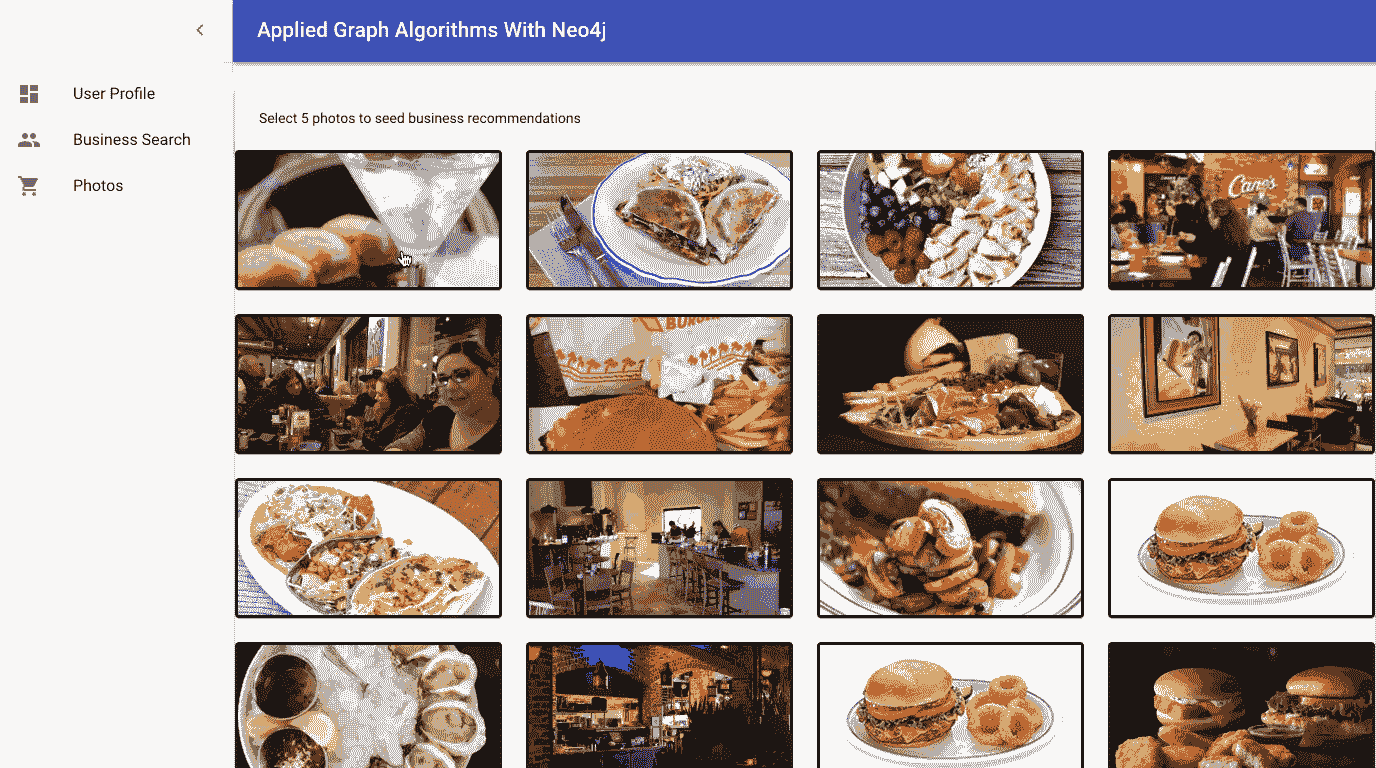 Applied Graph Algorithms With Neo4j
User Profile
Business Search
Photos
Select 5 photos to seed business recommendations
Cane's
BURGER